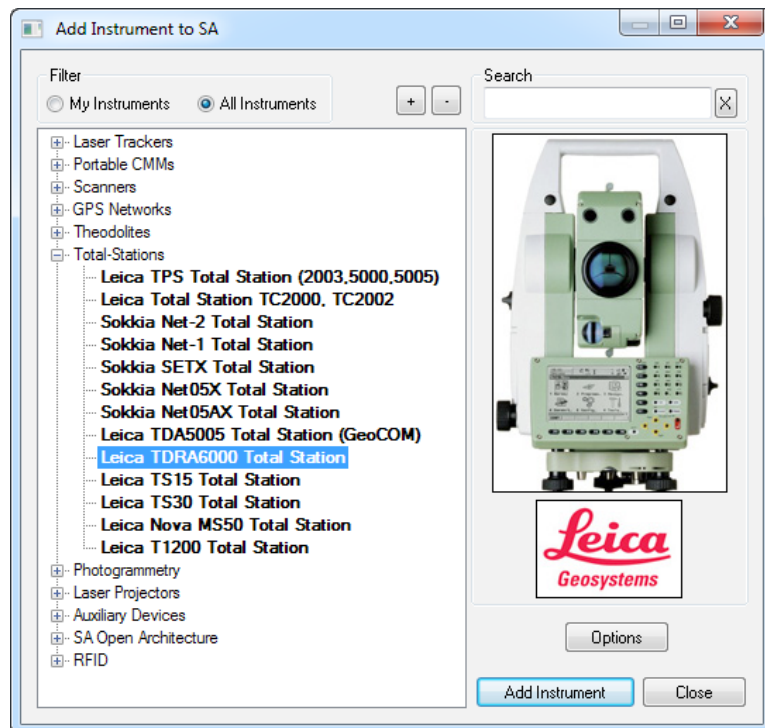 Add Instrument to SA
Filter
My Instruments
All Instruments
+
-
Search
X
Laser Trackers
Portable CMMs
Scanners
GPS Networks
Theodolites
Total-Stations
Leica TPS Total Station (2003,5000,5005)
Leica Total Station TC2000, TC2002
Sokkia Net-2 Total Station
Sokkia Net-1 Total Station
Sokkia SETX Total Station
Sokkia Net05X Total Station
Sokkia Net05AX Total Station
Leica TDA5005 Total Station (GeoCOM)
Leica TDRA6000 Total Station
Leica TS15 Total Station
Leica TS30 Total Station
Leica Nova MS50 Total Station
Leica T1200 Total Station
Photogrammetry
Laser Projectors
Auxiliary Devices
SA Open Architecture
RFID
Leica
Geosystems
Options
Add Instrument
Close